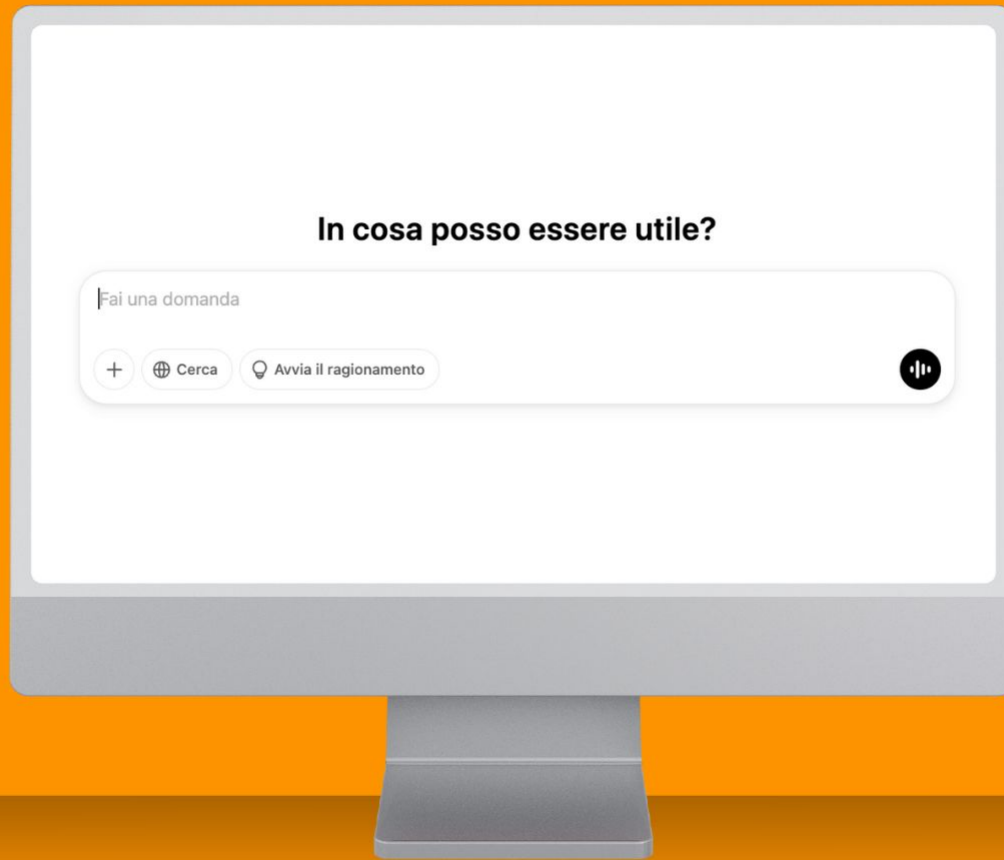 In cosa posso essere utile?
Fai una domanda
Cerca
Avvia il ragionamento